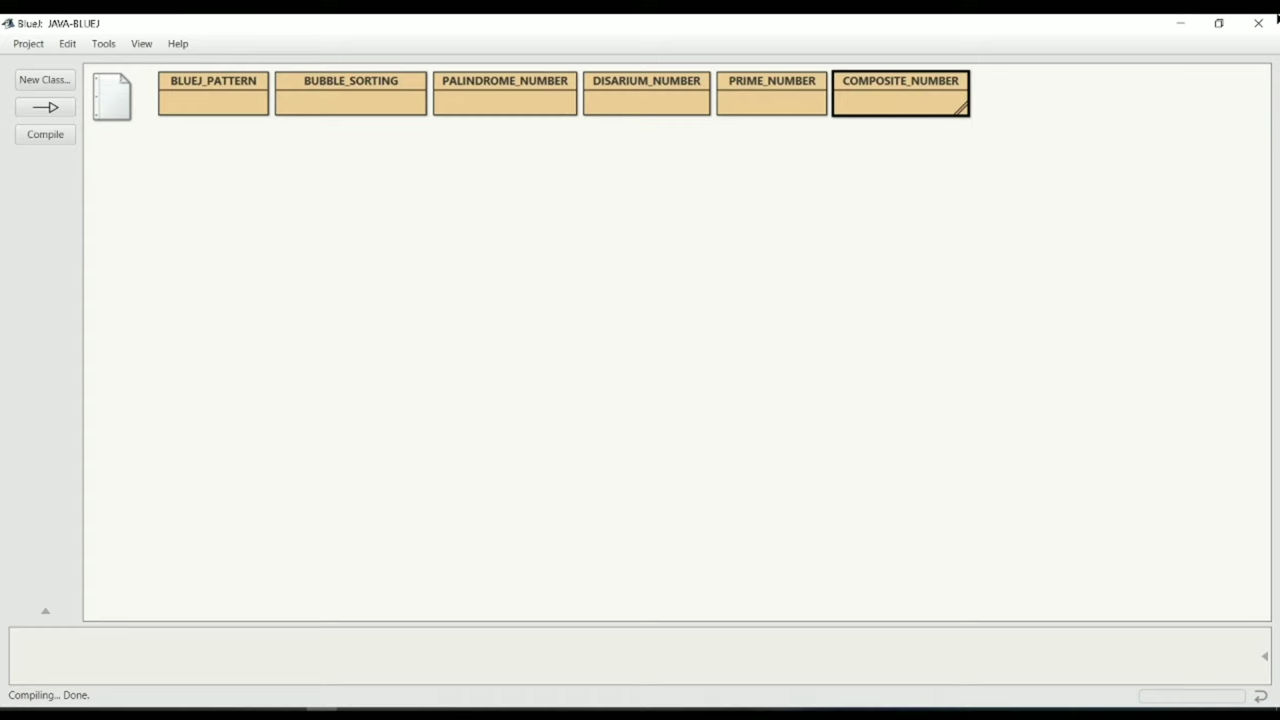 BlueJ: JAVA-BLUEJ
Project Edit Tools View Help
New Class...
Compile
BLUEJ_PATTERN BUBBLE_SORTING PALINDROME_NUMBER DISARIUM_NUMBER PRIME_NUMBER COMPOSITE_NUMBER
Compiling... Done.